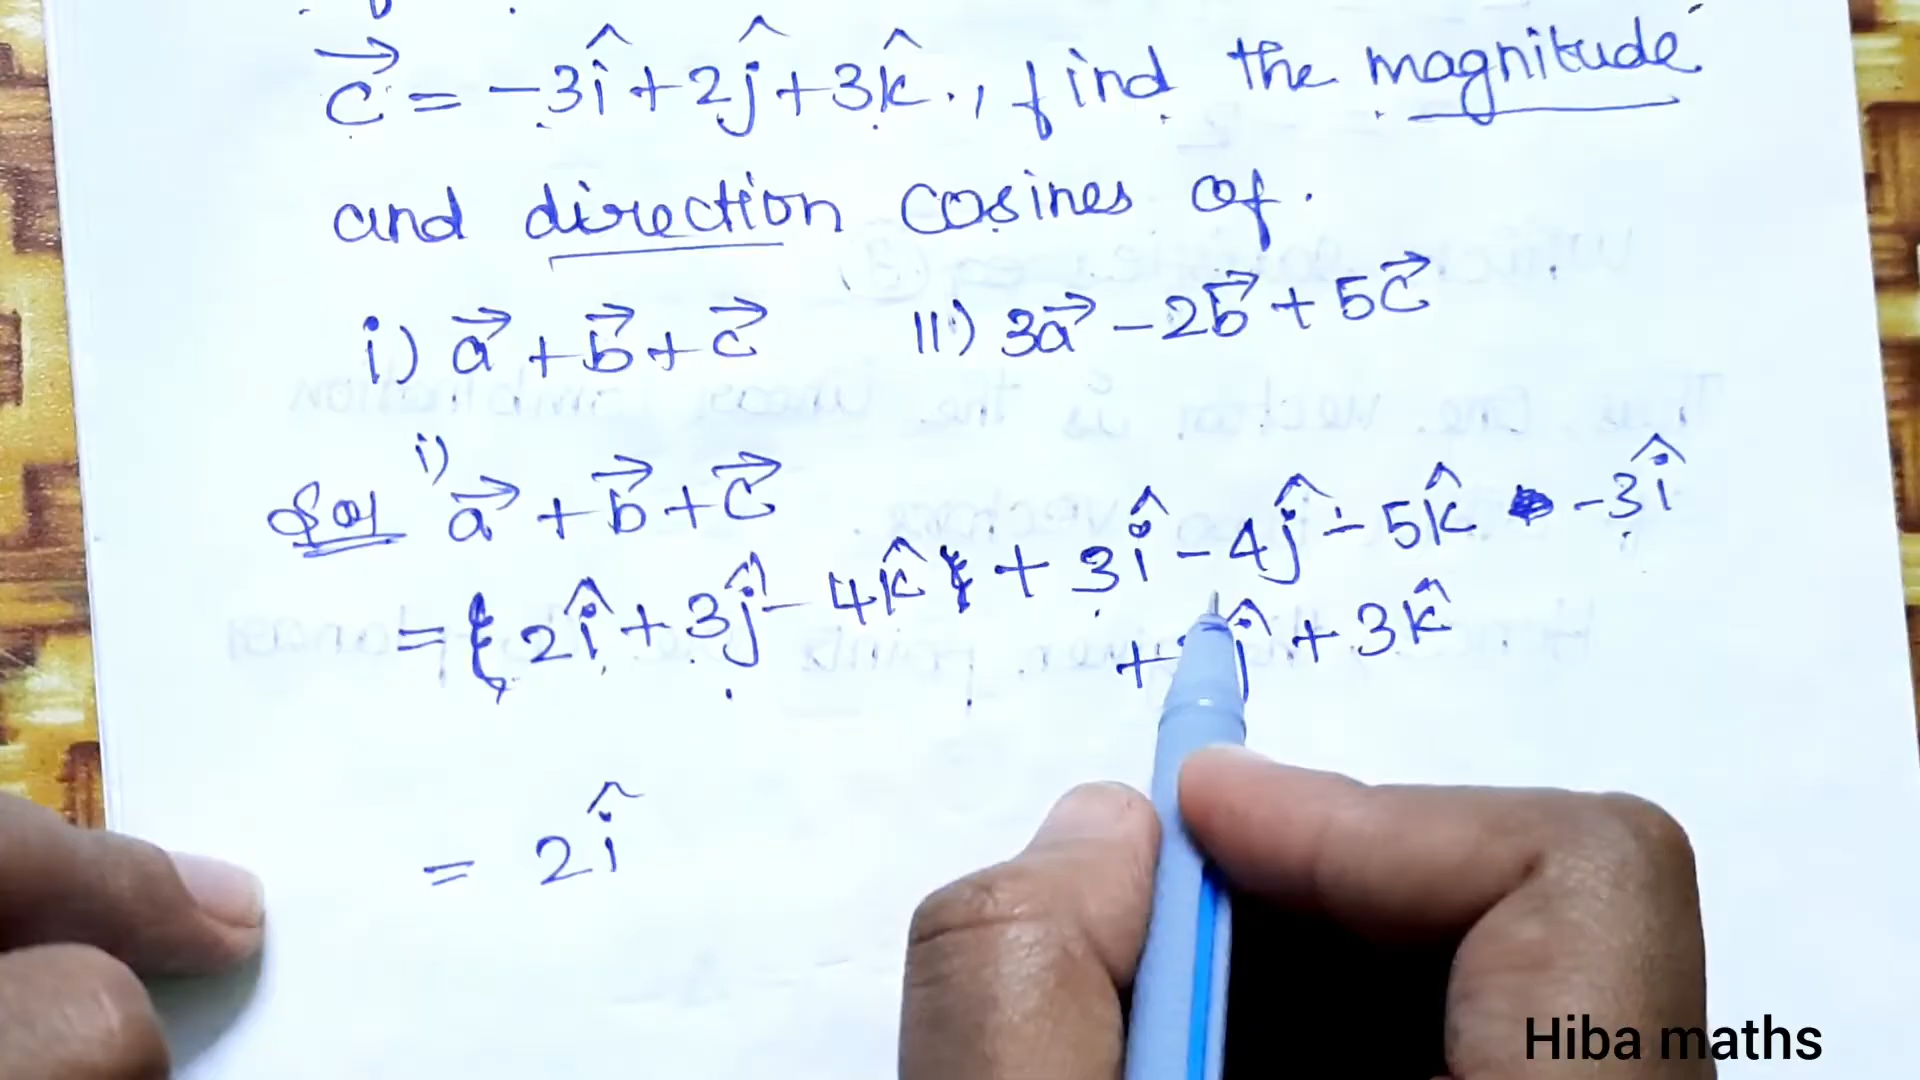 c⃗ = -3î + 2ĵ + 3k̂., find the magnitude
and direction cosines of.
i) a⃗ + b⃗ + c⃗ II) 3a⃗ - 2b⃗ + 5c⃗
Sol i) a⃗ + b⃗ + c⃗
= { 2î + 3ĵ - 4k̂ } + 3î - 4ĵ - 5k̂ - 3î
+ ĵ + 3k̂
= 2î
Hiba maths